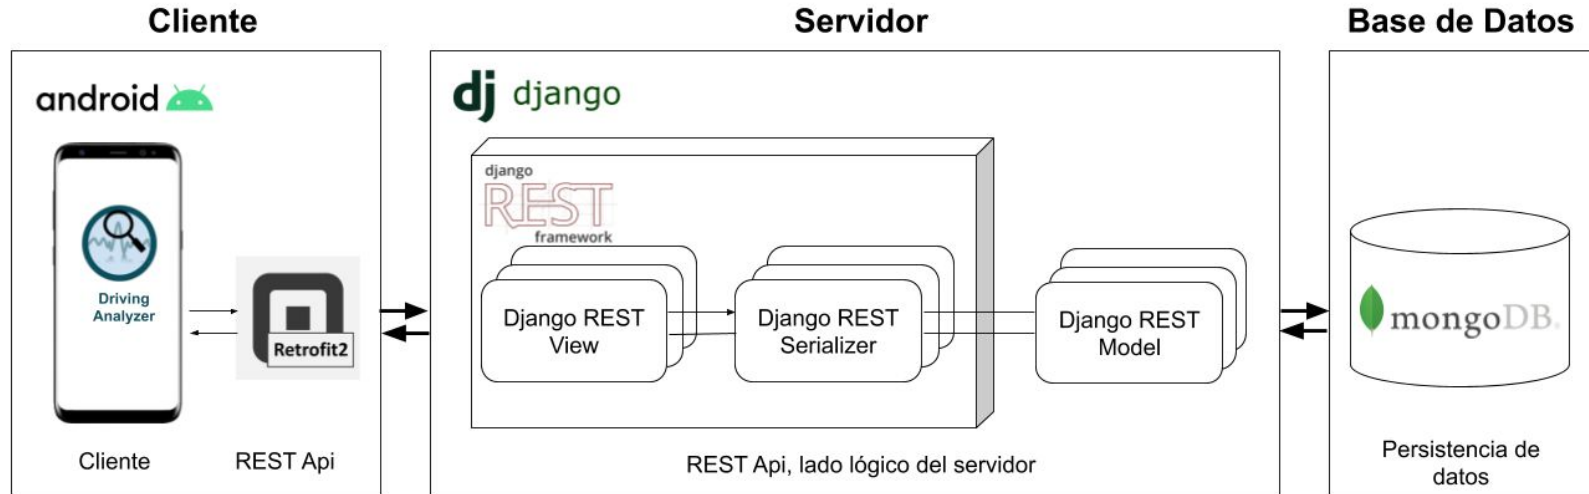 Cliente
Servidor
Base de Datos
android
Driving
Analyzer
Retrofit2
Cliente
REST Api
dj django
django
REST
framework
Django REST
View
Django REST
Serializer
Django REST
Model
REST Api, lado lógico del servidor
mongoDB®
Persistencia de
datos